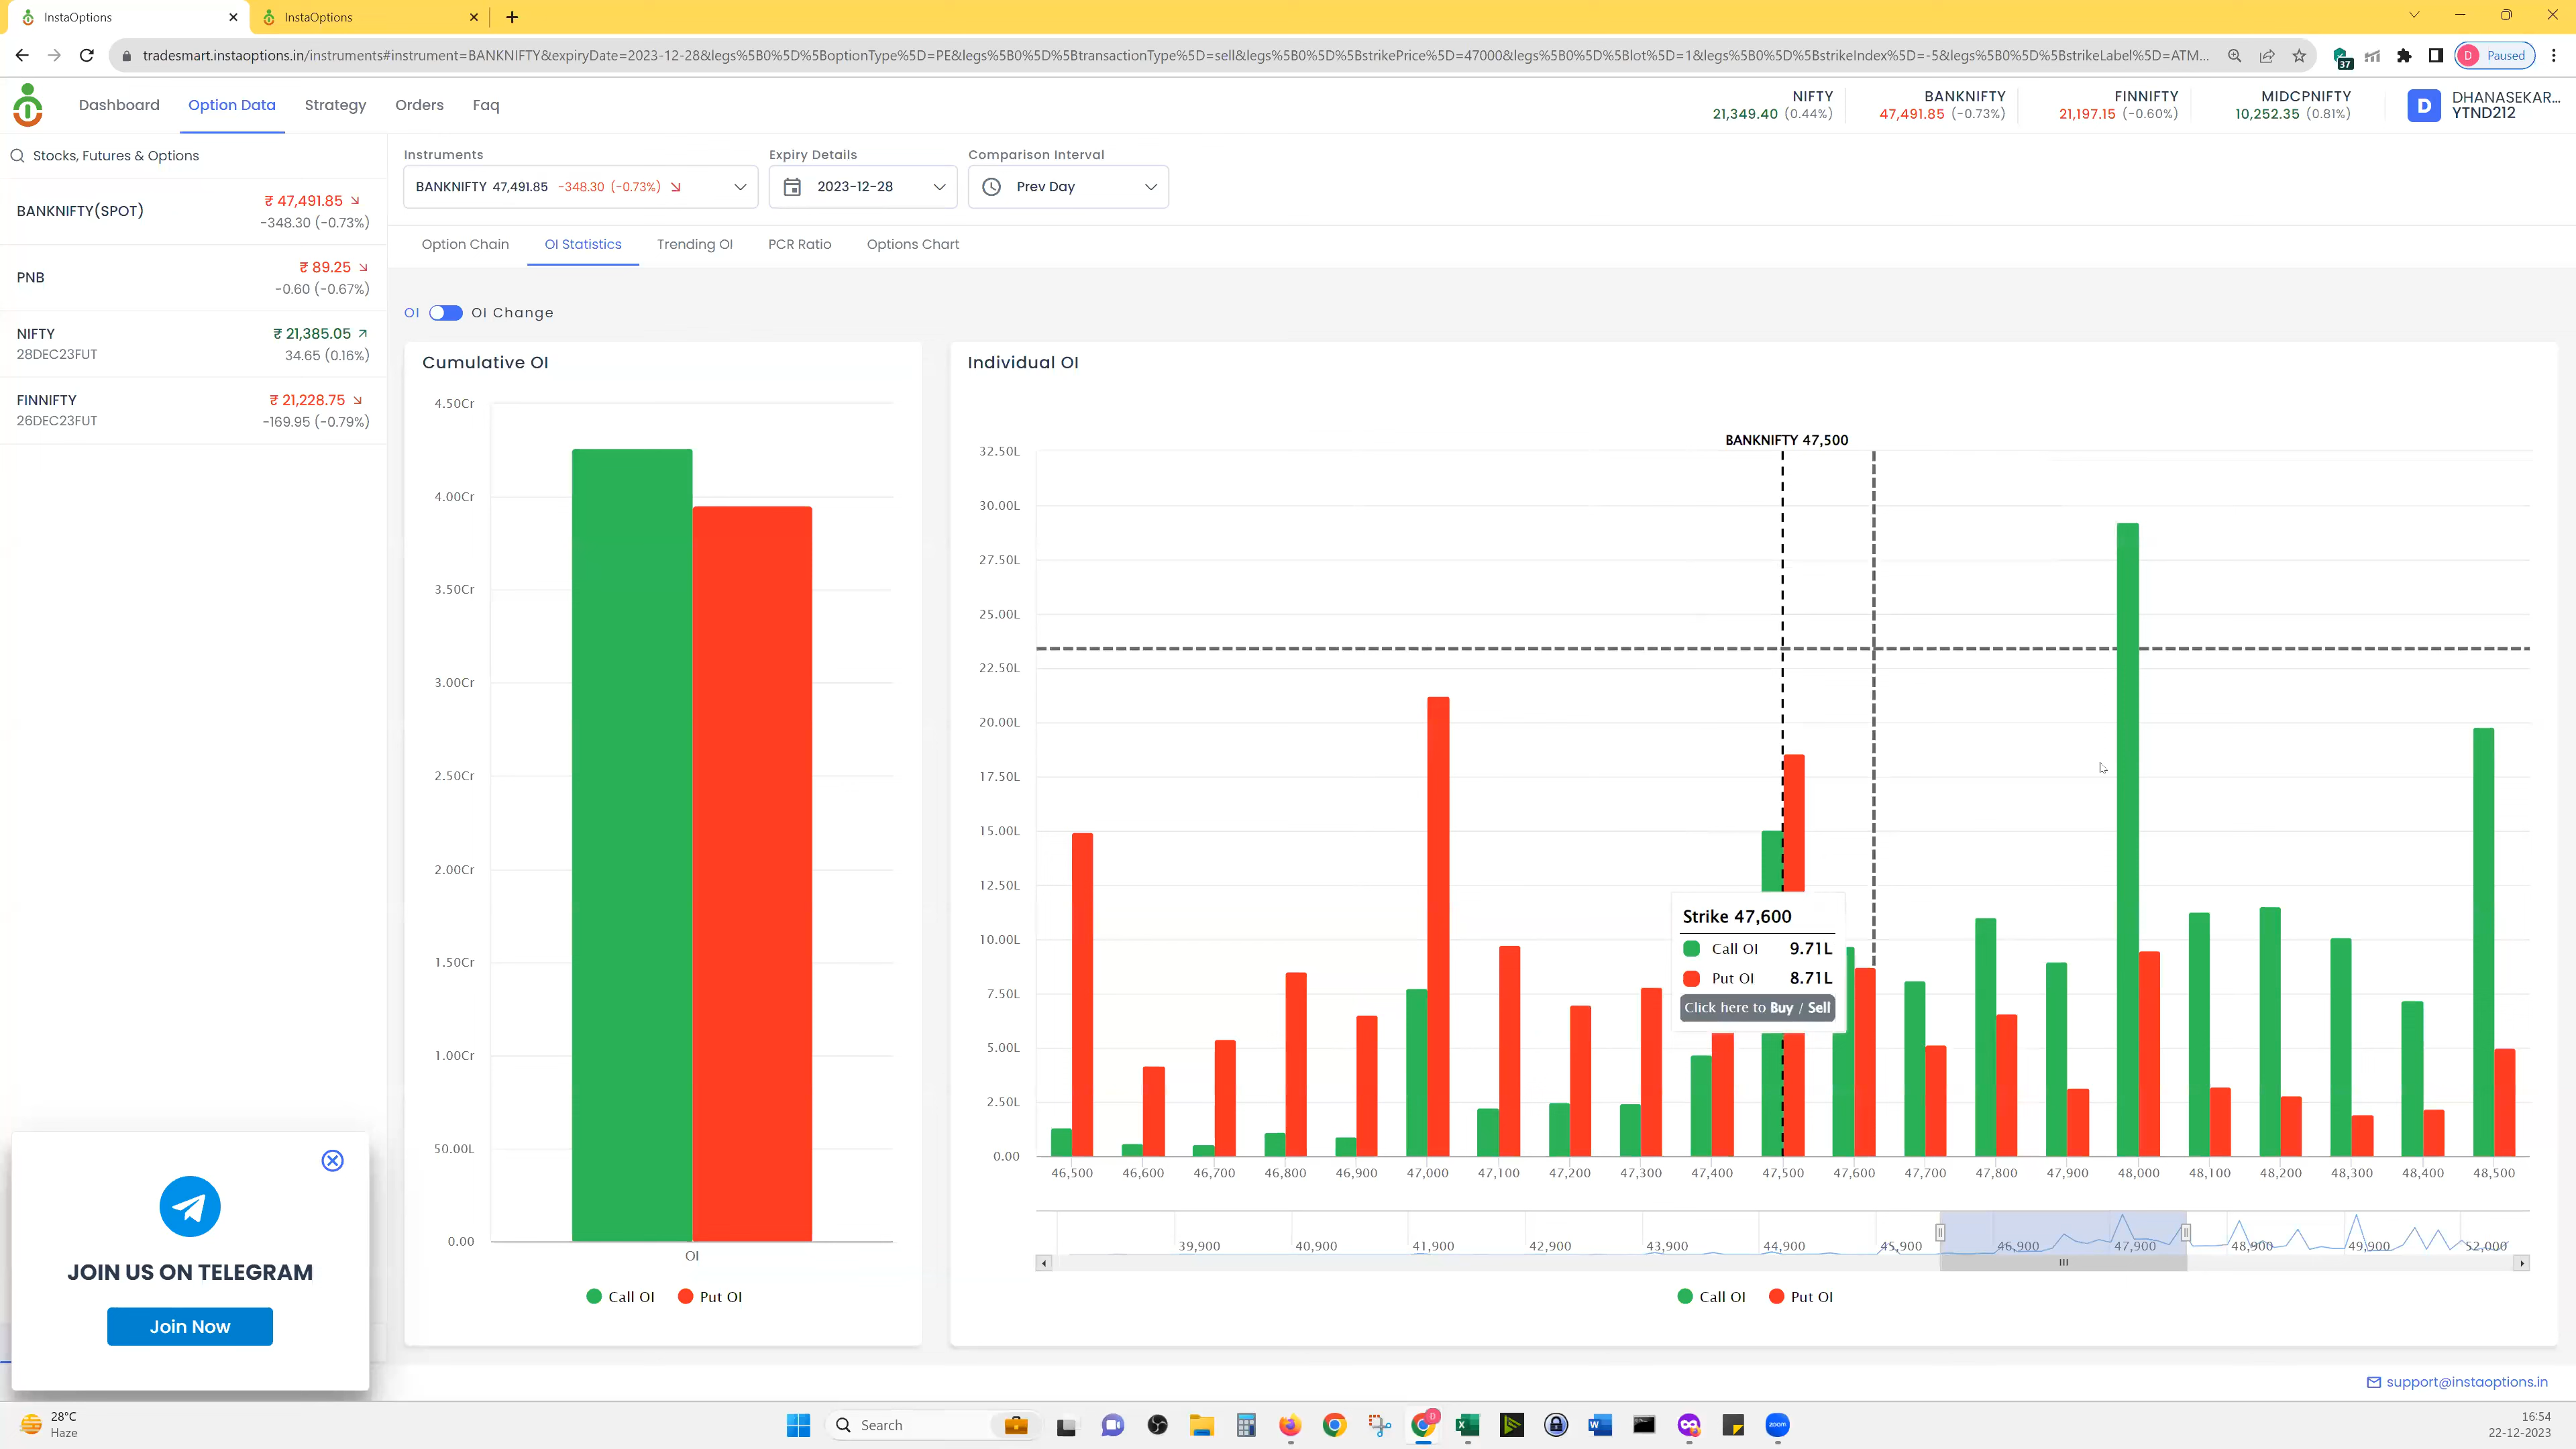 InstaOptions
InstaOptions
tradesmart.instaoptions.in/instruments#instrument=BANKNIFTY&expiryDate=2023-12-28&legs%5B0%5D%5BoptionType%5D=PE&legs%5B0%5D%5BtransactionType%5D=sell&legs%5B0%5D%5BstrikePrice%5D=47000&legs%5B0%5D%5Blot%5D=1&legs%5B0%5D%5BstrikeIndex%5D=-5&legs%5B0%5D%5BstrikeLabel%5D=ATM...
37
D Paused
Dashboard Option Data Strategy Orders Faq
NIFTY
21,349.40 (0.44%)
BANKNIFTY
47,491.85 (-0.73%)
FINNIFTY
21,197.15 (-0.60%)
MIDCPNIFTY
10,252.35 (0.81%)
D
DHANASEKAR...
YTND212
Stocks, Futures & Options
BANKNIFTY(SPOT)
₹ 47,491.85
-348.30 (-0.73%)
PNB
₹ 89.25
-0.60 (-0.67%)
NIFTY
28DEC23FUT
₹ 21,385.05
34.65 (0.16%)
FINNIFTY
26DEC23FUT
₹ 21,228.75
-169.95 (-0.79%)
Instruments
BANKNIFTY 47,491.85 -348.30 (-0.73%)
Expiry Details
2023-12-28
Comparison Interval
Prev Day
Option Chain OI Statistics Trending OI PCR Ratio Options Chart
OI OI Change
Cumulative OI
4.50Cr
4.00Cr
3.50Cr
3.00Cr
2.50Cr
2.00Cr
1.50Cr
1.00Cr
50.00L
0.00
OI
Call OI Put OI
Individual OI
BANKNIFTY 47,500
32.50L
30.00L
27.50L
25.00L
22.50L
20.00L
17.50L
15.00L
12.50L
10.00L
7.50L
5.00L
2.50L
0.00
Strike 47,600
Call OI 9.71L
Put OI 8.71L
Click here to Buy / Sell
46,500 46,600 46,700 46,800 46,900 47,000 47,100 47,200 47,300 47,400 47,500 47,600 47,700 47,800 47,900 48,000 48,100 48,200 48,300 48,400 48,500
39,900 40,900 41,900 42,900 43,900 44,900 45,900 46,900 47,900 48,900 49,900 52,000
Call OI Put OI
JOIN US ON TELEGRAM
Join Now
support@instaoptions.in
28°C
Haze
Search
D
zoom
16:54
22-12-2023